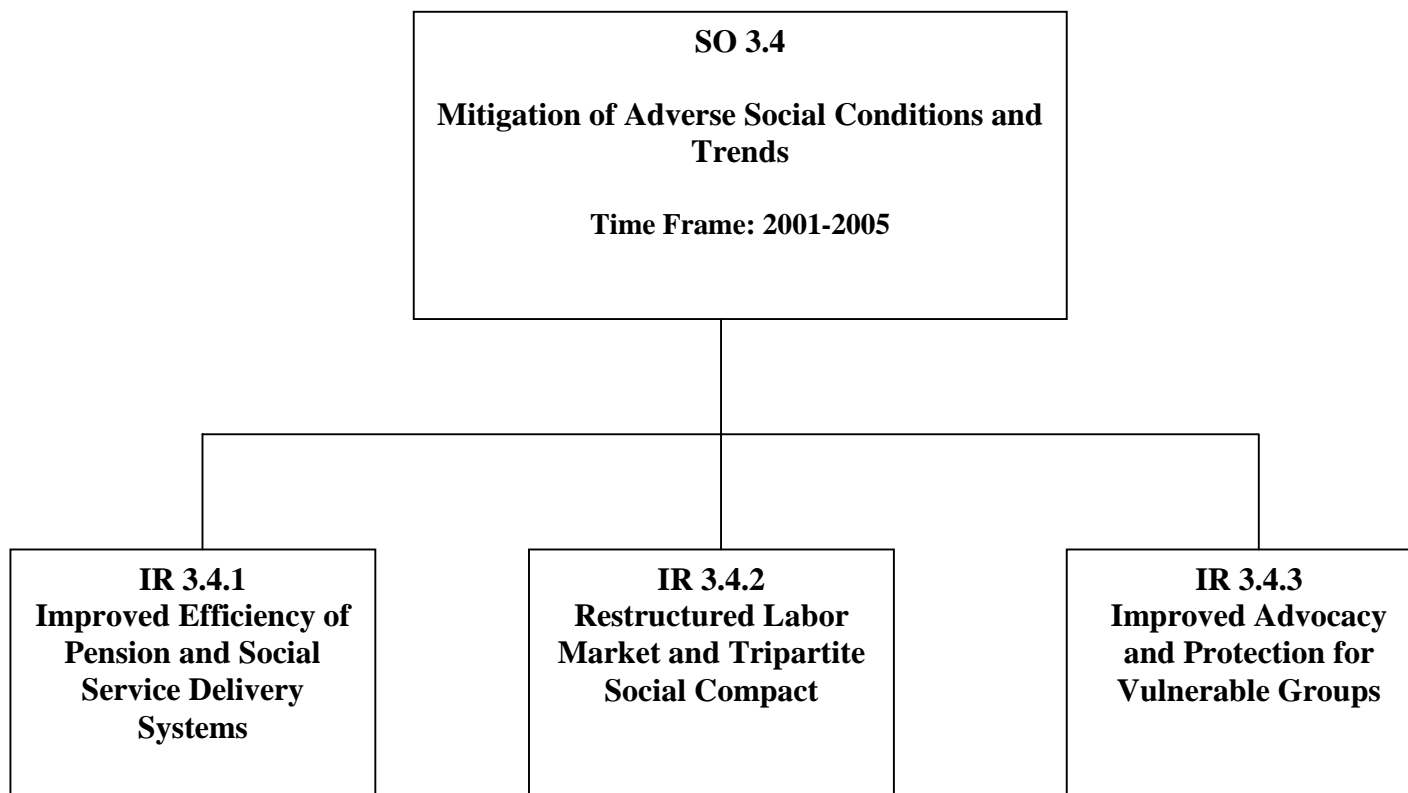 SO 3.4
Mitigation of Adverse Social Conditions and
Trends
Time Frame: 2001-2005
IR 3.4.1
Improved Efficiency of
Pension and Social
Service Delivery
Systems
IR 3.4.2
Restructured Labor
Market and Tripartite
Social Compact
IR 3.4.3
Improved Advocacy
and Protection for
Vulnerable Groups